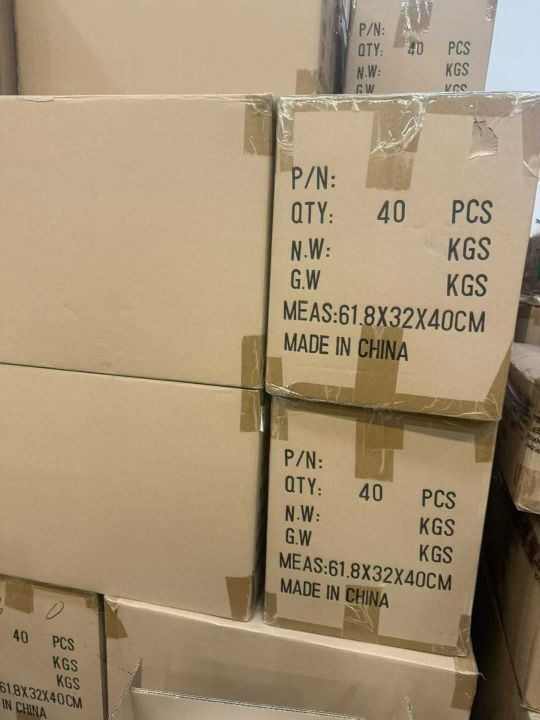 P/N:
QTY: 40 PCS
N.W: KGS
G.W KGS
P/N:
QTY: 40 PCS
N.W: KGS
G.W KGS
MEAS:61.8X32X40CM
MADE IN CHINA
P/N:
QTY: 40 PCS
N.W: KGS
G.W KGS
MEAS:61.8X32X40CM
MADE IN CHINA
40 PCS
KGS
KGS
61.8X32X40CM
IN CHINA